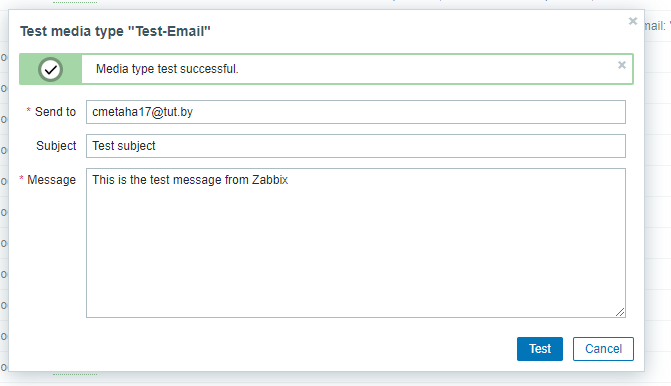 Test media type "Test-Email"
Media type test successful.
* Send to cmetaha17@tut.by
Subject Test subject
* Message This is the test message from Zabbix
Test Cancel